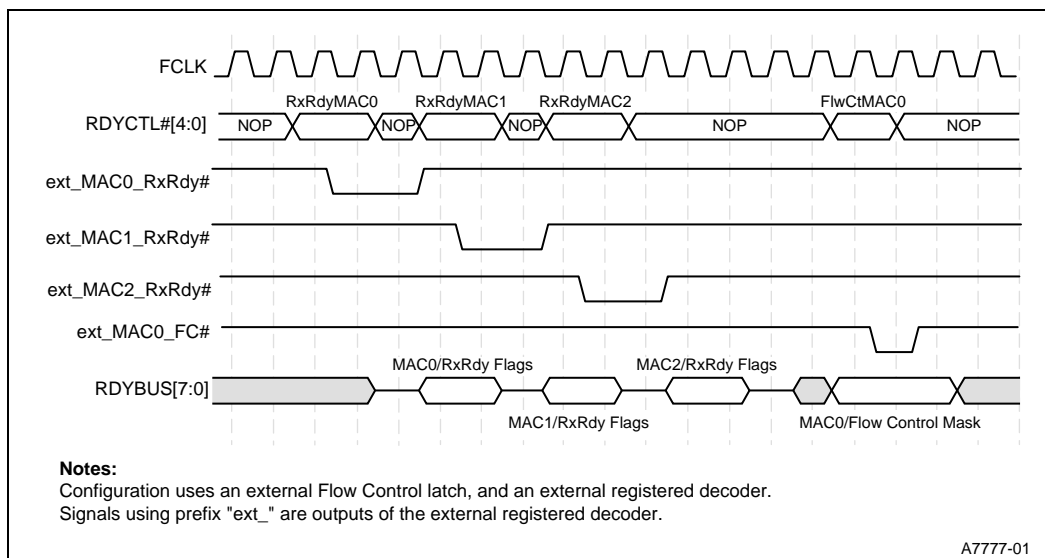 FCLK
RxRdyMAC0 RxRdyMAC1 RxRdyMAC2 FlwCtMAC0
RDYCTL#[4:0] NOP NOP NOP NOP NOP
ext_MAC0_RxRdy#
ext_MAC1_RxRdy#
ext_MAC2_RxRdy#
ext_MAC0_FC#
MAC0/RxRdy Flags MAC2/RxRdy Flags
RDYBUS[7:0]
MAC1/RxRdy Flags MAC0/Flow Control Mask
Notes:
Configuration uses an external Flow Control latch, and an external registered decoder.
Signals using prefix "ext_" are outputs of the external registered decoder.
A7777-01